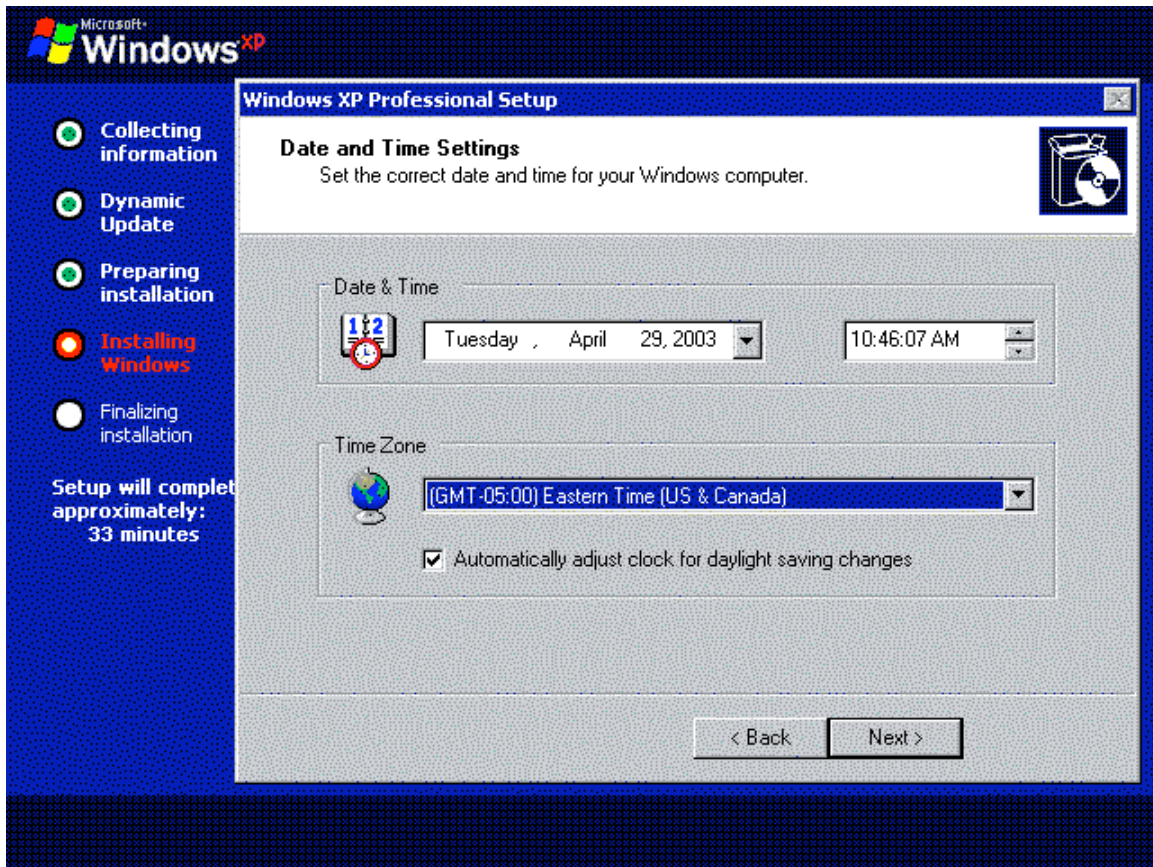 Microsoft
Windows xp
Collecting
information
Dynamic
Update
Preparing
installation
Installing
Windows
Finalizing
installation
Setup will complet
approximately:
33 minutes
Windows XP Professional Setup
Date and Time Settings
Set the correct date and time for your Windows computer.
Date & Time
12
Tuesday , April 29, 2003
10:46:07 AM
Time Zone
(GMT-05:00) Eastern Time (US & Canada)
Automatically adjust clock for daylight saving changes
< Back
Next >